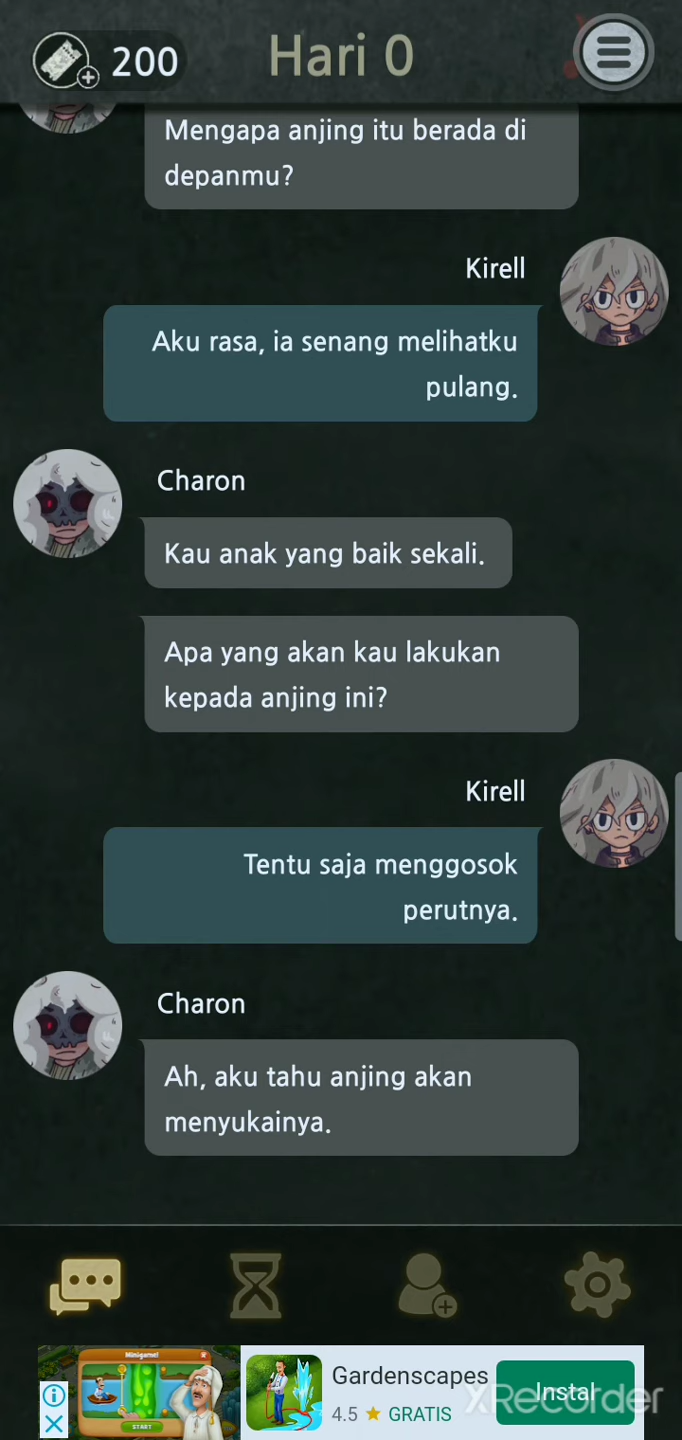 200
Hari 0
Mengapa anjing itu berada di
depanmu?
Kirell
Aku rasa, ia senang melihatku
pulang.
Charon
Kau anak yang baik sekali.
Apa yang akan kau lakukan
kepada anjing ini?
Kirell
Tentu saja menggosok
perutnya.
Charon
Ah, aku tahu anjing akan
menyukainya.
Minigame!
START
Gardenscapes
4.5 ★ GRATIS
Instal
XRecorder